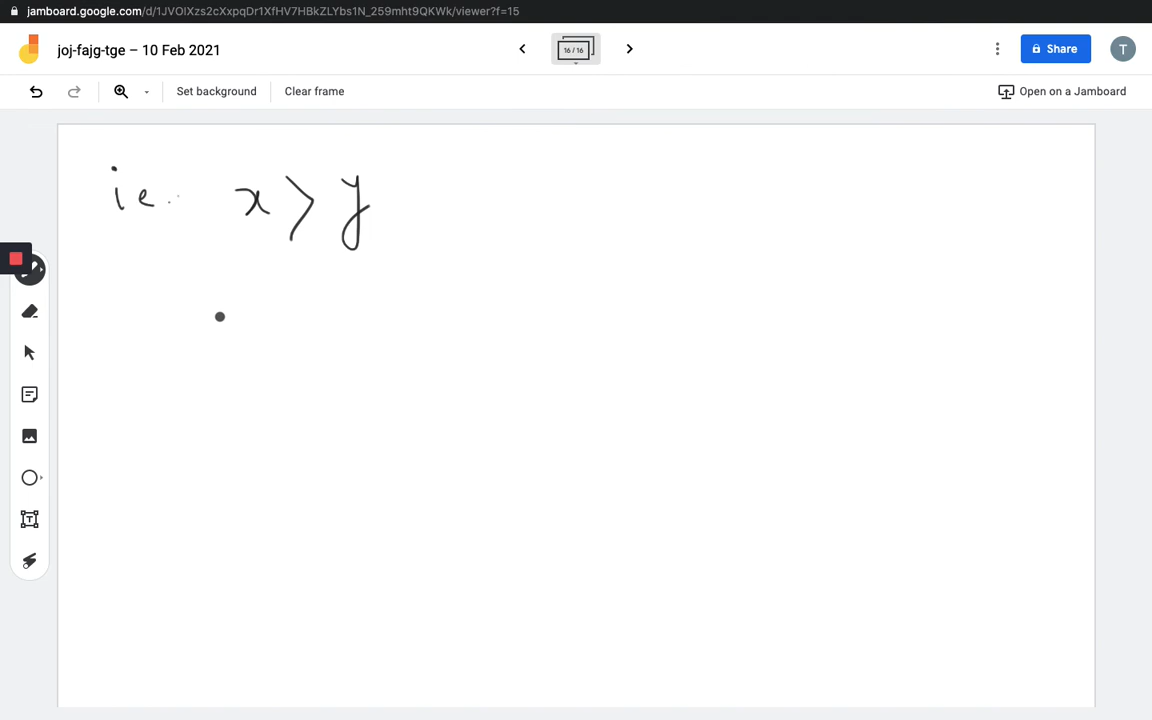 jamboard.google.com/d/1JVOlXzs2cXxpqDr1XfHV7HBkZLYbs1N_259mht9QKWk/viewer?f=15
joj-fajg-tge – 10 Feb 2021
16 / 16
Share
T
Set background
Clear frame
Open on a Jamboard
ie. x > y